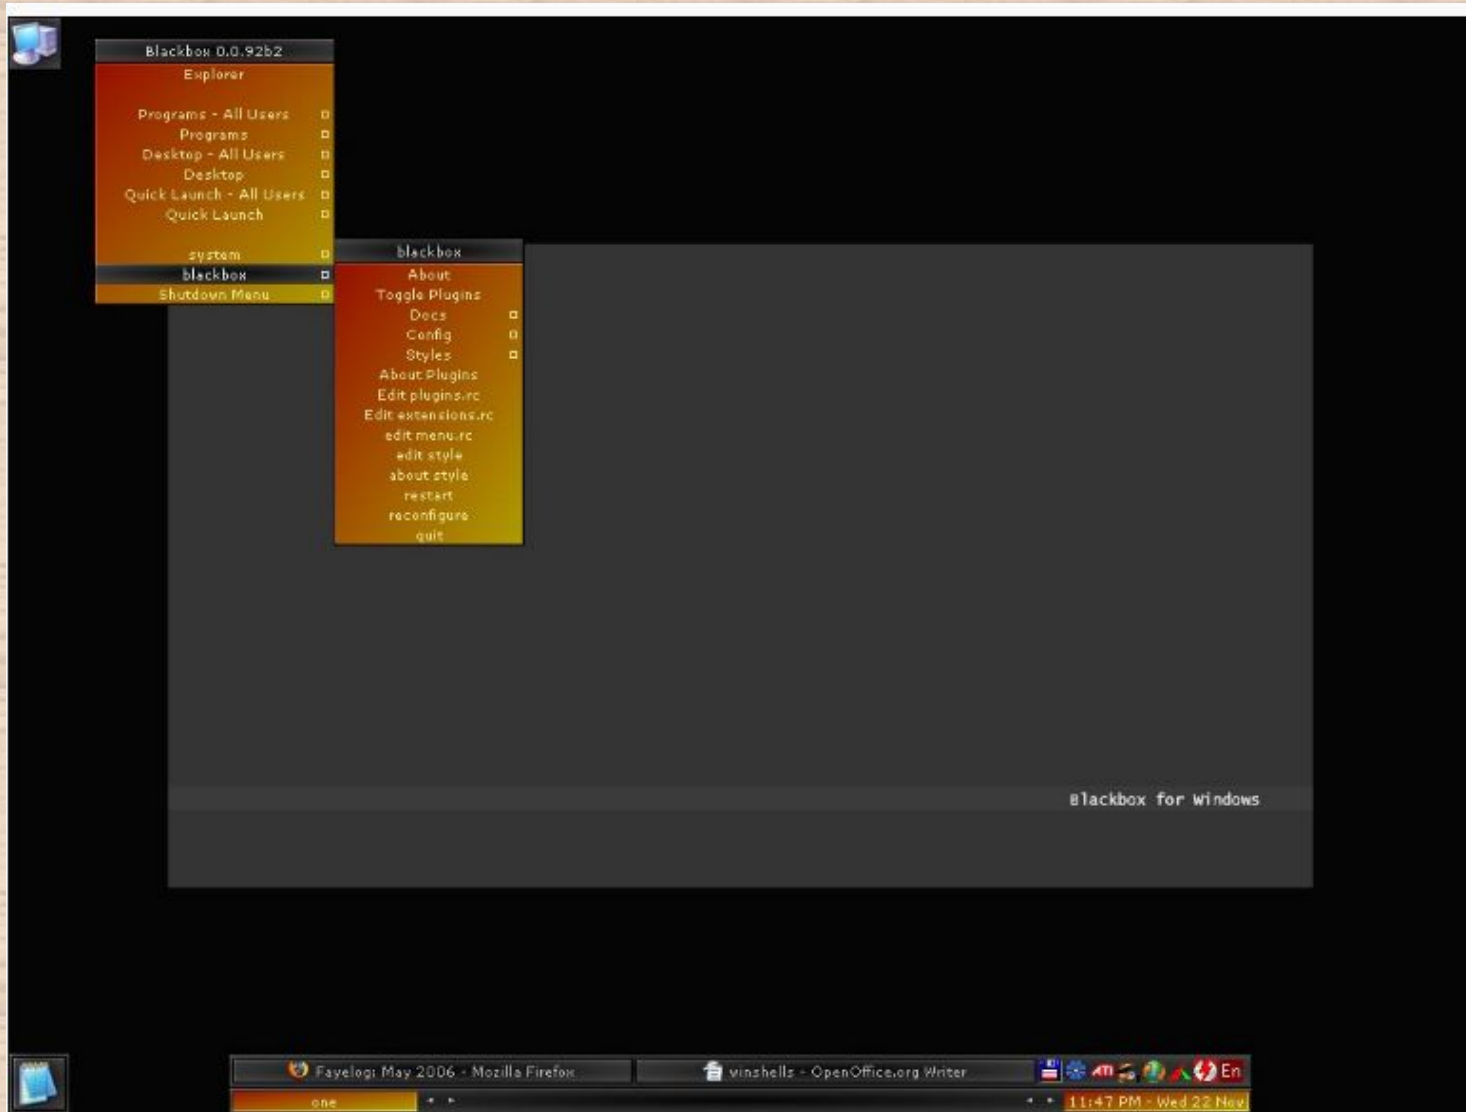 Blackbox 0.0.92b2
Explorer
Programs - All Users
Programs
Desktop - All Users
Desktop
Quick Launch - All Users
Quick Launch
system
blackbox
Shutdown Menu
blackbox
About
Toggle Plugins
Docs
Config
Styles
About Plugins
Edit plugins.rc
Edit extensions.rc
edit menu.rc
edit style
about style
restart
reconfigure
quit
Blackbox for Windows
Fayelog: May 2006 - Mozilla Firefox
winshells - OpenOffice.org Writer
ATI
En
one
11:47 PM - Wed 22 Nov